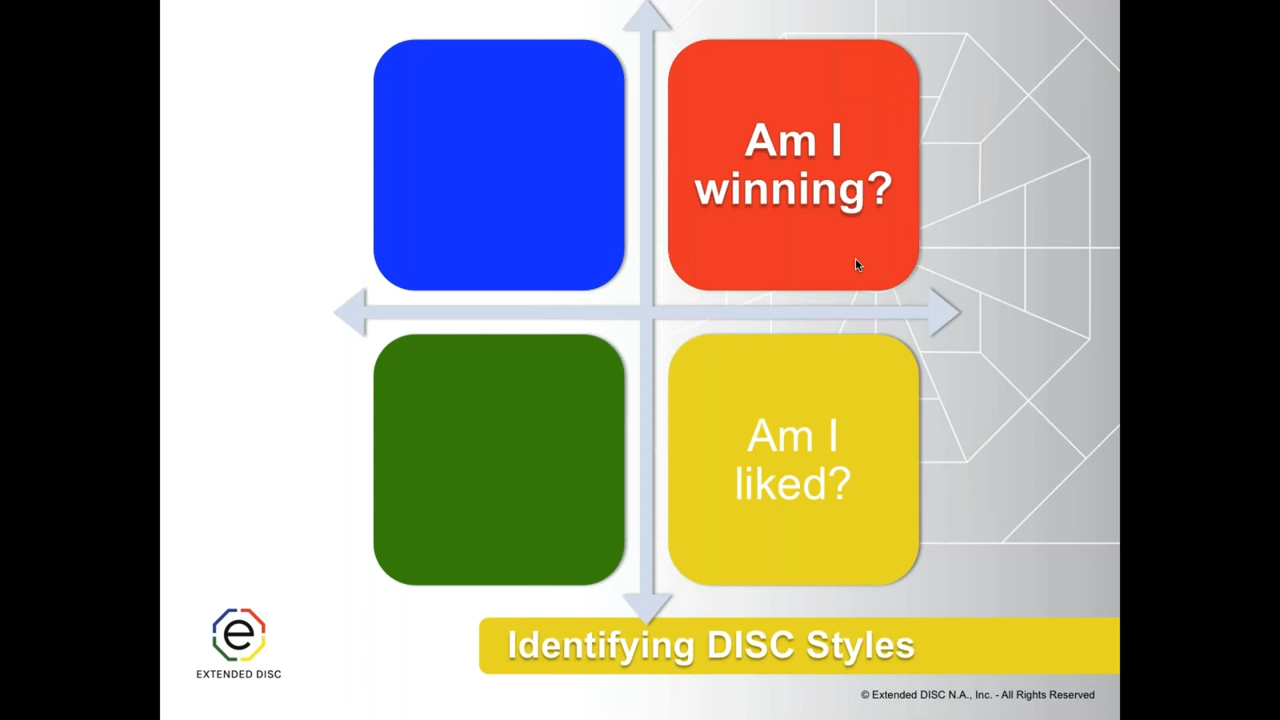 Am I
winning?
Am I
liked?
Identifying DISC Styles
e
EXTENDED DISC
© Extended DISC N.A., Inc. - All Rights Reserved